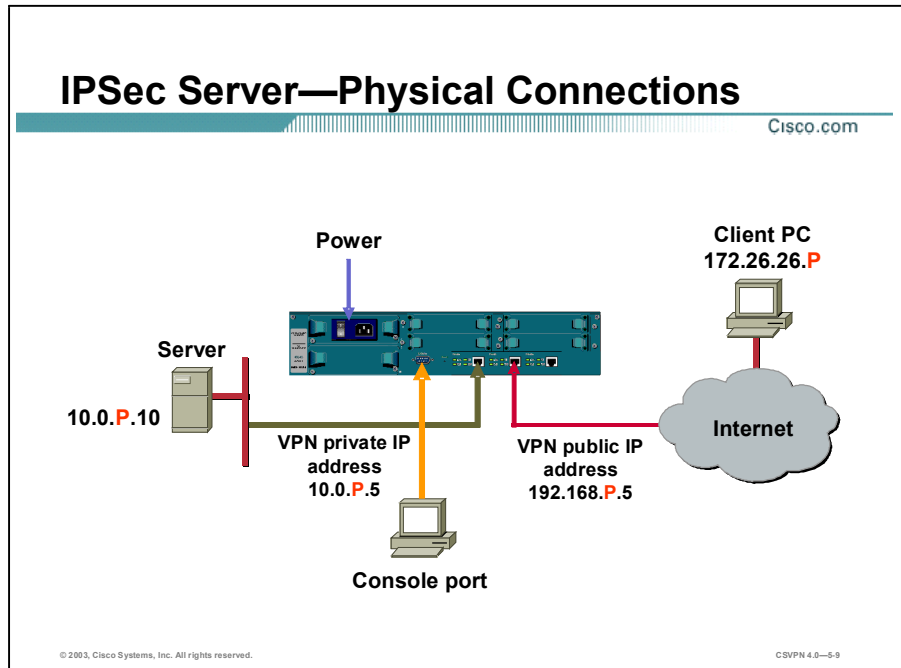 IPSec Server—Physical Connections
Cisco.com
Power
Client PC
172.26.26.P
Server
10.0.P.10
VPN private IP
address
10.0.P.5
VPN public IP
address
192.168.P.5
Internet
Console port
© 2003, Cisco Systems, Inc. All rights reserved.
CSVPN 4.0—5-9